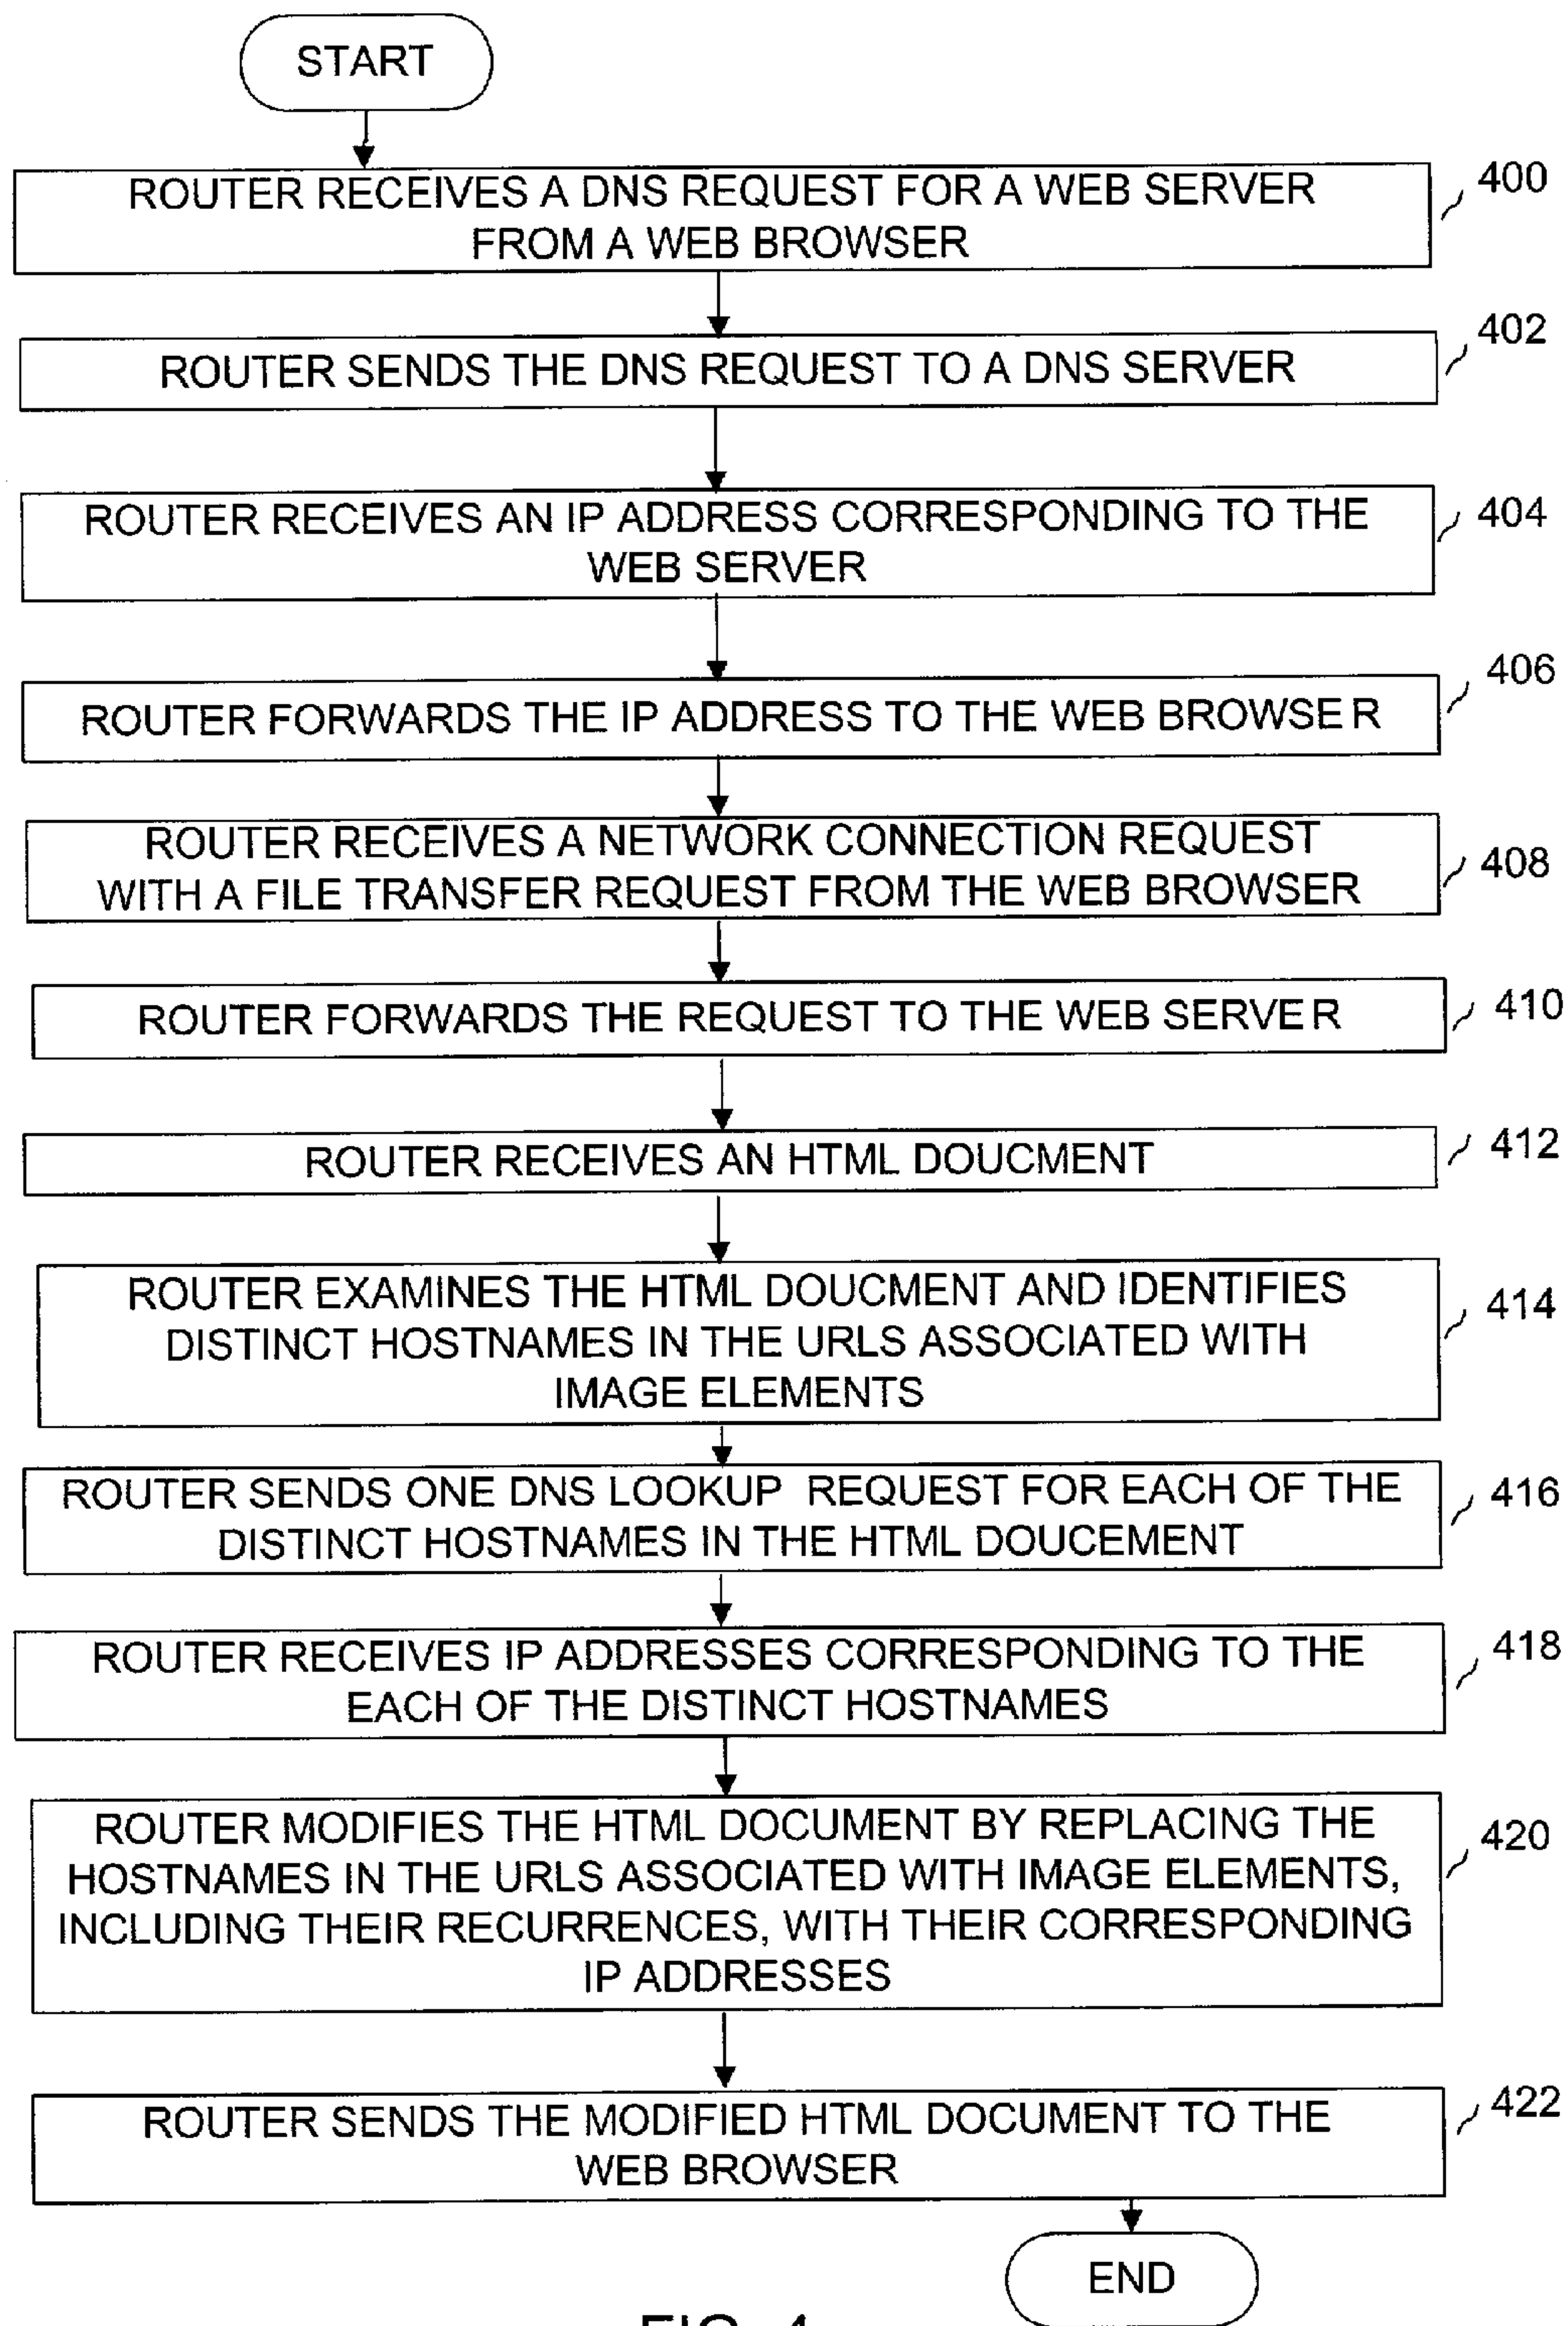 START
ROUTER RECEIVES A DNS REQUEST FOR A WEB SERVER
FROM A WEB BROWSER
400
ROUTER SENDS THE DNS REQUEST TO A DNS SERVER
402
ROUTER RECEIVES AN IP ADDRESS CORRESPONDING TO THE
WEB SERVER
404
ROUTER FORWARDS THE IP ADDRESS TO THE WEB BROWSER
406
ROUTER RECEIVES A NETWORK CONNECTION REQUEST
WITH A FILE TRANSFER REQUEST FROM THE WEB BROWSER
408
ROUTER FORWARDS THE REQUEST TO THE WEB SERVER
410
ROUTER RECEIVES AN HTML DOUCMENT
412
ROUTER EXAMINES THE HTML DOUCMENT AND IDENTIFIES
DISTINCT HOSTNAMES IN THE URLS ASSOCIATED WITH
IMAGE ELEMENTS
414
ROUTER SENDS ONE DNS LOOKUP REQUEST FOR EACH OF THE
DISTINCT HOSTNAMES IN THE HTML DOUCEMENT
416
ROUTER RECEIVES IP ADDRESSES CORRESPONDING TO THE
EACH OF THE DISTINCT HOSTNAMES
418
ROUTER MODIFIES THE HTML DOCUMENT BY REPLACING THE
HOSTNAMES IN THE URLS ASSOCIATED WITH IMAGE ELEMENTS,
INCLUDING THEIR RECURRENCES, WITH THEIR CORRESPONDING
IP ADDRESSES
420
ROUTER SENDS THE MODIFIED HTML DOCUMENT TO THE
WEB BROWSER
422
END
FIG. 4